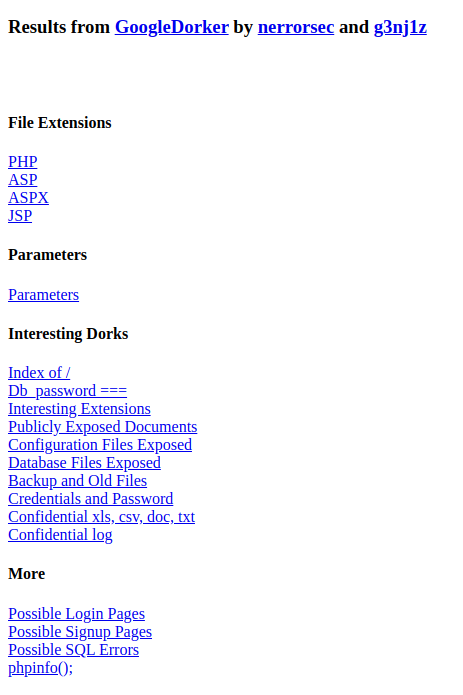 Results from GoogleDorker by nerrorsec and g3nj1z
File Extensions
PHP
ASP
ASPX
JSP
Parameters
Parameters
Interesting Dorks
Index of /
Db_password ===
Interesting Extensions
Publicly Exposed Documents
Configuration Files Exposed
Database Files Exposed
Backup and Old Files
Credentials and Password
Confidential xls, csv, doc, txt
Confidential log
More
Possible Login Pages
Possible Signup Pages
Possible SQL Errors
phpinfo();